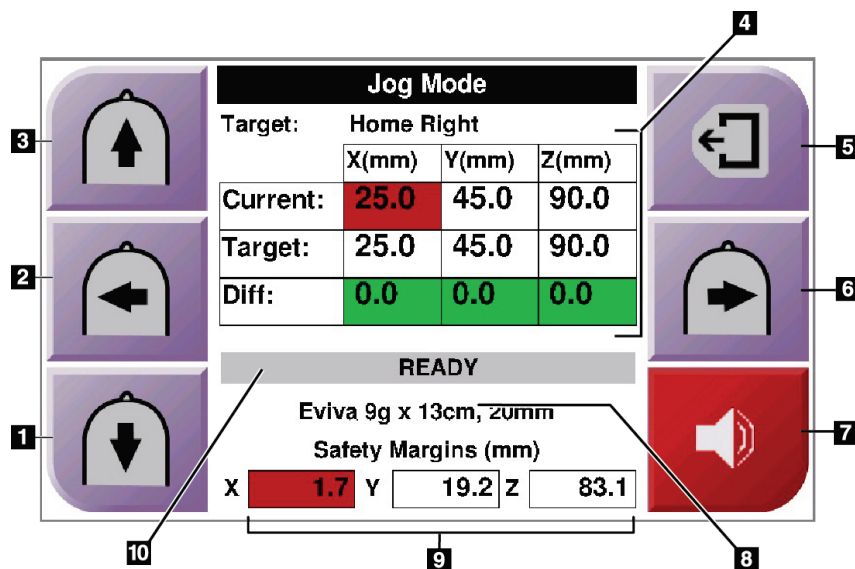 4
Jog Mode
3
Target: Home Right
5
X(mm) Y(mm) Z(mm)
Current: 25.0 45.0 90.0
Target: 25.0 45.0 90.0
2
6
Diff: 0.0 0.0 0.0
READY
Eviva 9g x 13cm, 20mm
1
7
Safety Margins (mm)
X 1.7 Y 19.2 Z 83.1
10
9
8